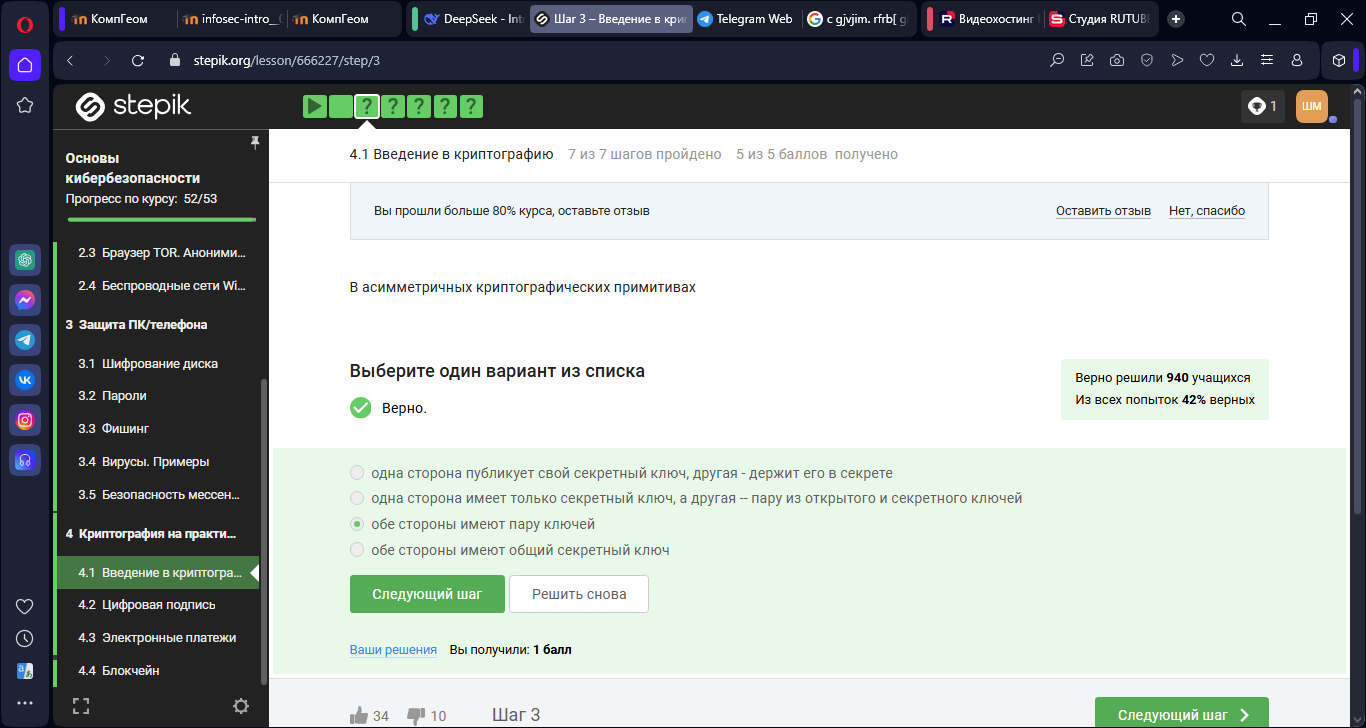 КомпГеом
infosec-intro_
КомпГеом
DeepSeek - Int
Шаг 3 – Введение в кри
Telegram Web
с gjvjim. rfrb[ g
Видеохостинг
Студия RUTUBE
stepik.org/lesson/666227/step/3
stepik
? ? ? ? ?
1
ШМ
Основы
кибербезопасности
Прогресс по курсу: 52/53
4.1 Введение в криптографию 7 из 7 шагов пройдено 5 из 5 баллов получено
Вы прошли больше 80% курса, оставьте отзыв
Оставить отзыв
Нет, спасибо
2.3 Браузер TOR. Аноними...
2.4 Беспроводные сети Wi...
3 Защита ПК/телефона
3.1 Шифрование диска
3.2 Пароли
3.3 Фишинг
3.4 Вирусы. Примеры
3.5 Безопасность мессен...
4 Криптография на практи...
4.1 Введение в криптогра...
4.2 Цифровая подпись
4.3 Электронные платежи
4.4 Блокчейн
В асимметричных криптографических примитивах
Выберите один вариант из списка
Верно.
Верно решили 940 учащихся
Из всех попыток 42% верных
одна сторона публикует свой секретный ключ, другая - держит его в секрете
одна сторона имеет только секретный ключ, а другая -- пару из открытого и секретного ключей
обе стороны имеют пару ключей
обе стороны имеют общий секретный ключ
Следующий шаг
Решить снова
Ваши решения Вы получили: 1 балл
34
10
Шаг 3
Следующий шаг